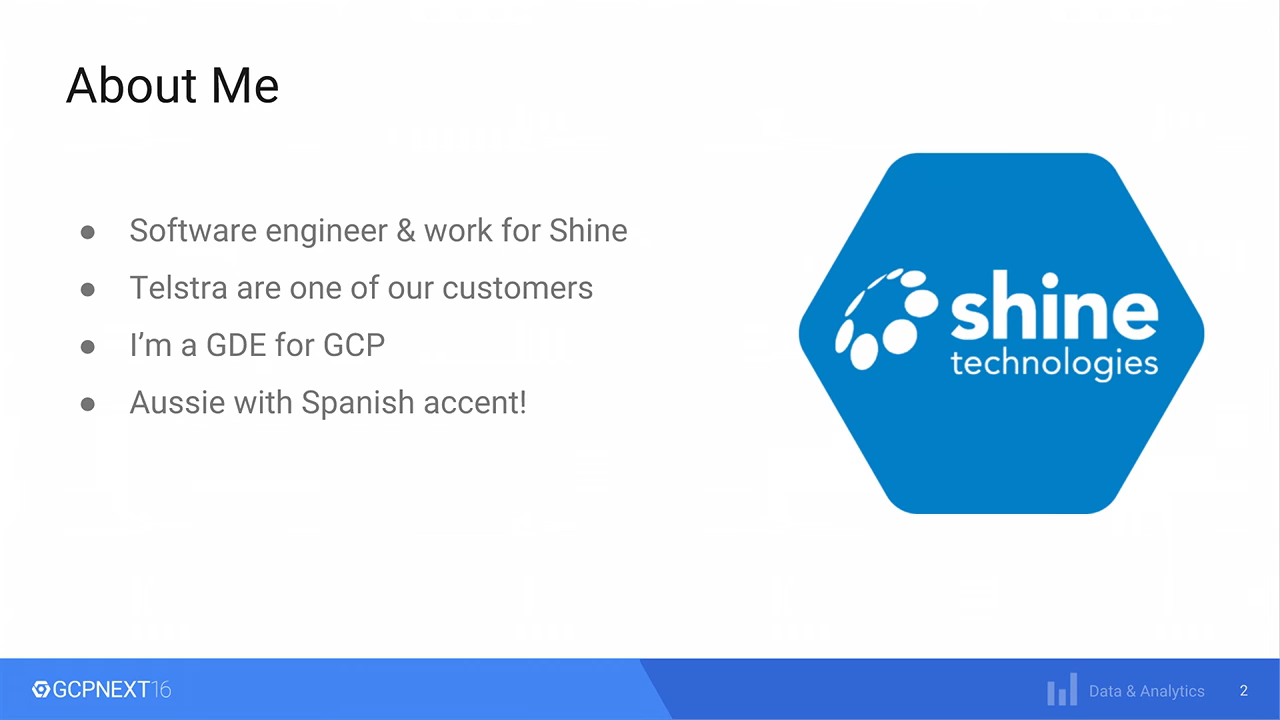 About Me
● Software engineer & work for Shine
● Telstra are one of our customers
● I'm a GDE for GCP
● Aussie with Spanish accent!
shine
technologies
GCPNEXT16
Data & Analytics
2